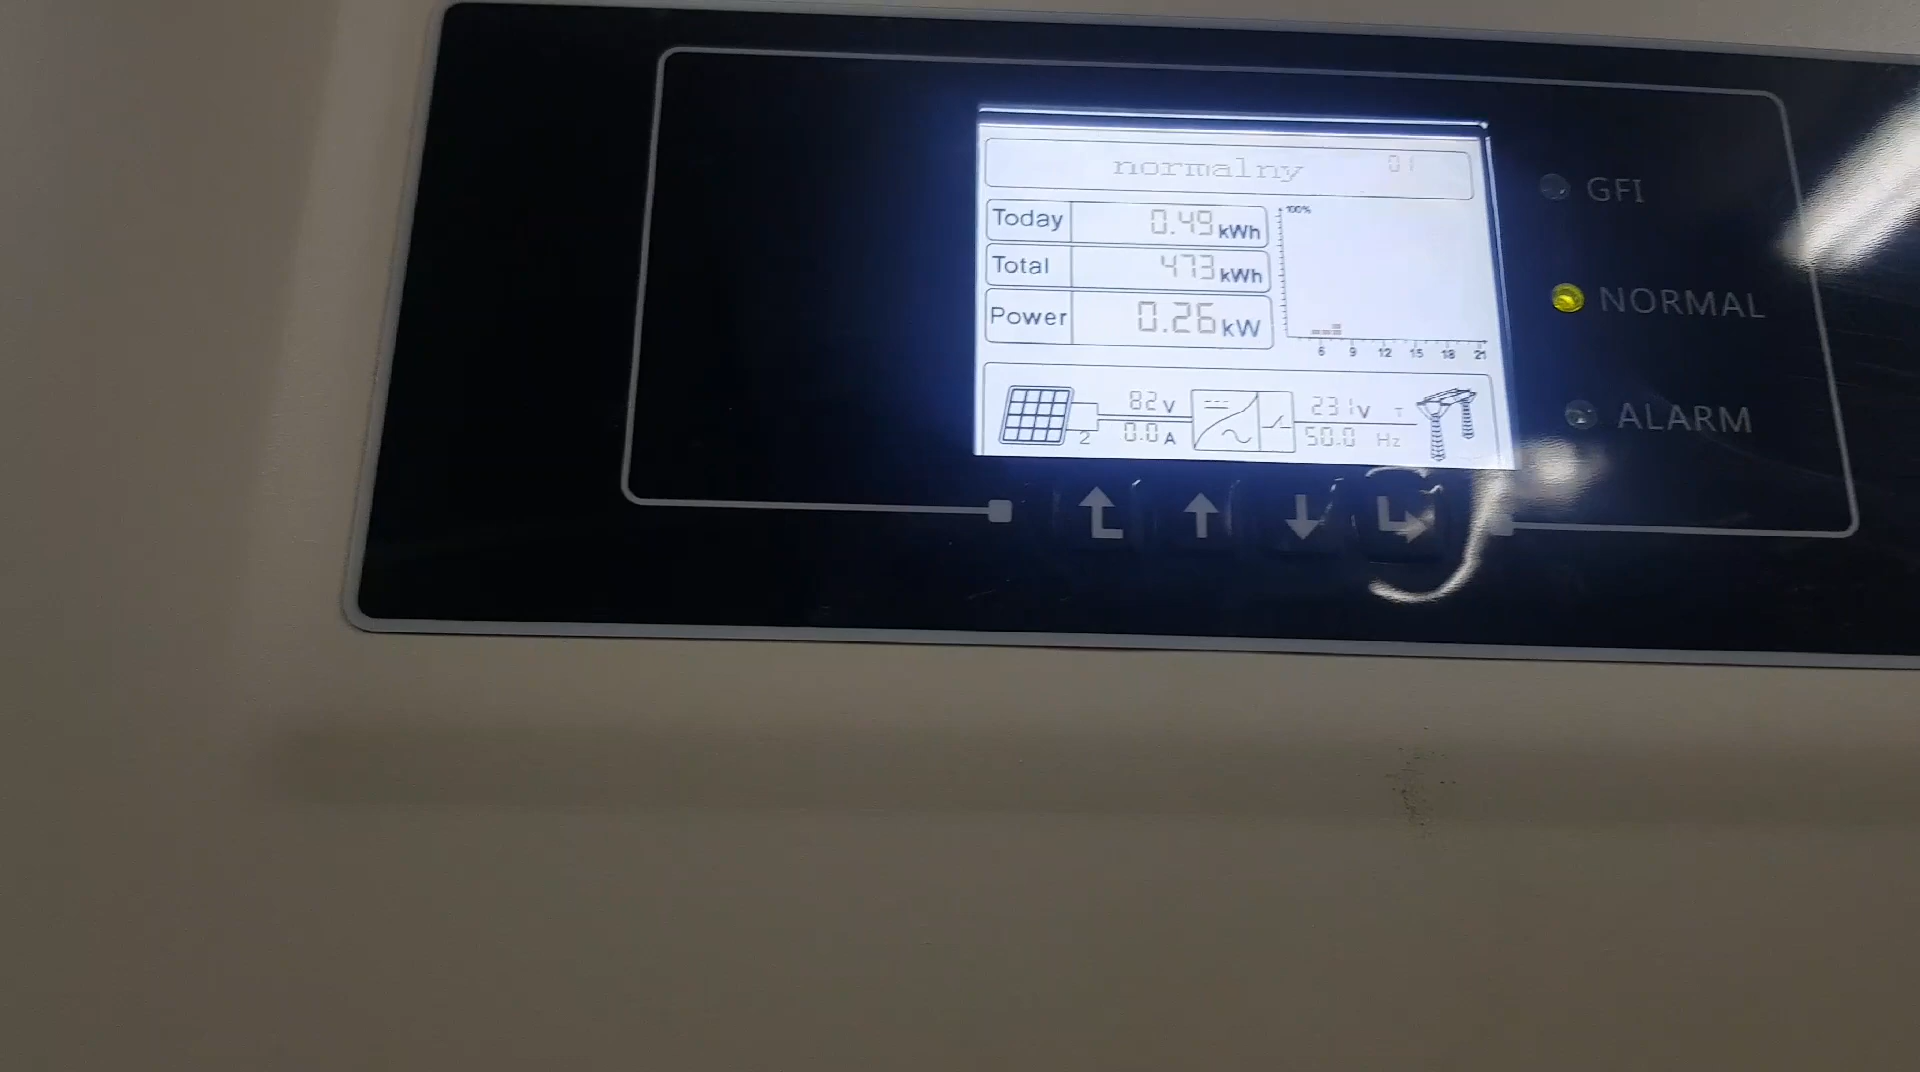 normalny 01
Today 0.49 kWh
Total 473 kWh
Power 0.26 kW
100%
6 9 12 15 18 21
82 V
2 0.0 A
231 V T
50.0 Hz
GFI
NORMAL
ALARM